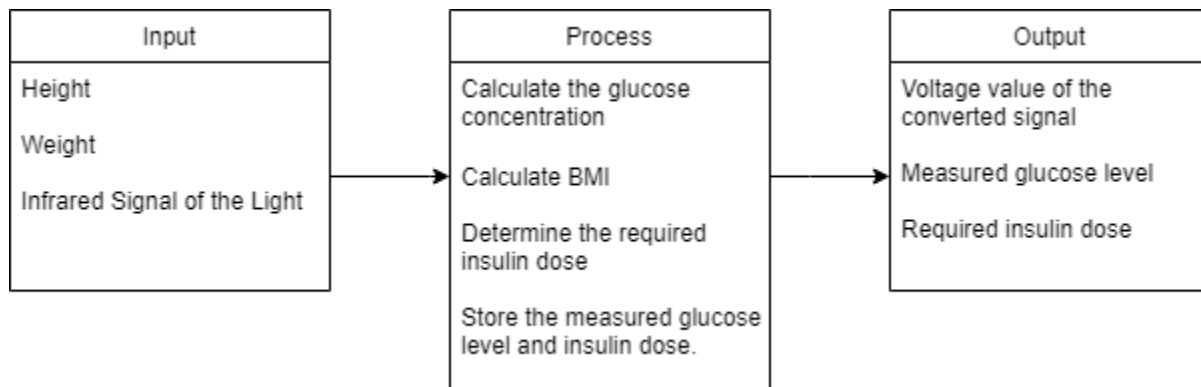 Input
Height
Weight
Infrared Signal of the Light
Process
Calculate the glucose
concentration
Calculate BMI
Determine the required
insulin dose
Store the measured glucose
level and insulin dose.
Output
Voltage value of the
converted signal
Measured glucose level
Required insulin dose